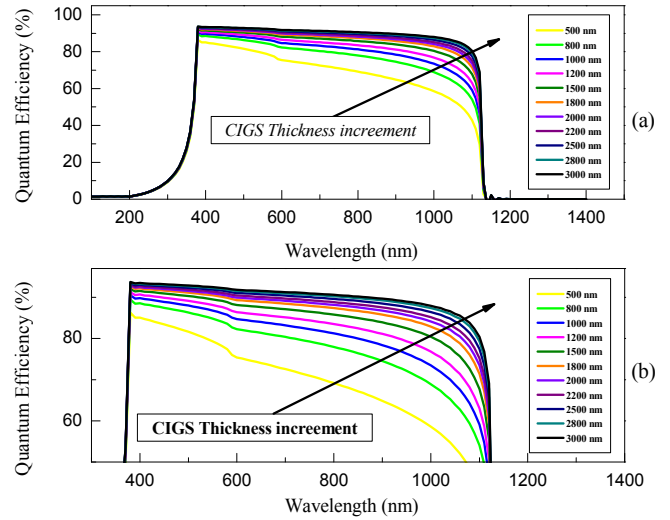 Quantum Efficiency (%)
100
80
60
40
20
0
200
400
600
800
1000
1200
1400
Wavelength (nm)
CIGS Thickness increement
500 nm
800 nm
1000 nm
1200 nm
1500 nm
1800 nm
2000 nm
2200 nm
2500 nm
2800 nm
3000 nm
(a)
Quantum Efficiency (%)
80
60
400
600
800
1000
1200
1400
Wavelength (nm)
CIGS Thickness increement
500 nm
800 nm
1000 nm
1200 nm
1500 nm
1800 nm
2000 nm
2200 nm
2500 nm
2800 nm
3000 nm
(b)